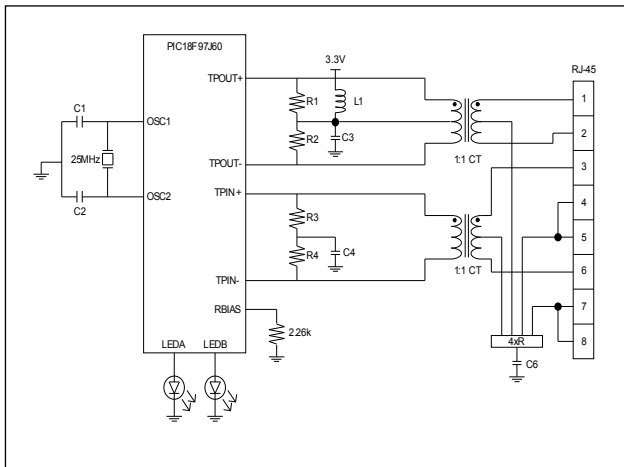 PIC18F97J60
3.3V
RJ-45
TPOUT+
R1
L1
1
C1
OSC1
R2
C3
2
25MHz
TPOUT-
1:1 CT
3
OSC2
TPIN+
C2
R3
4
C4
5
R4
TPIN-
1:1 CT
6
RBIAS
7
2.26k
LEDA
LEDB
4xR
8
C6